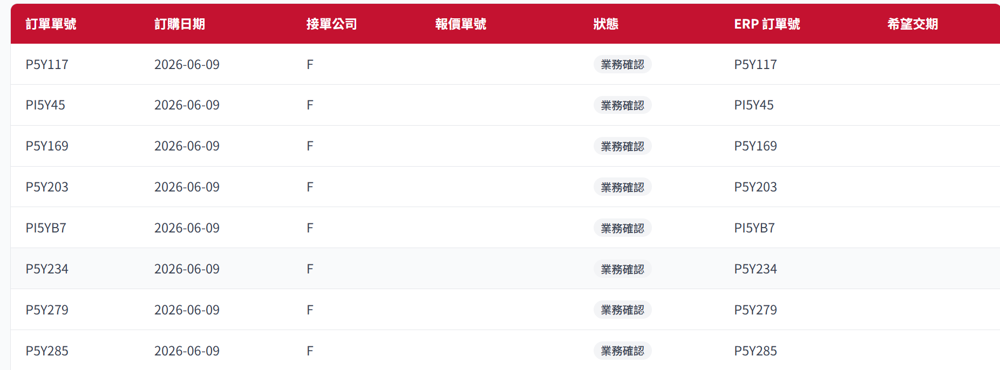 訂單單號 訂購日期 接單公司 報價單號 狀態 ERP 訂單號 希望交期
P5Y117 2026-06-09 F 業務確認 P5Y117
PI5Y45 2026-06-09 F 業務確認 PI5Y45
P5Y169 2026-06-09 F 業務確認 P5Y169
P5Y203 2026-06-09 F 業務確認 P5Y203
PI5YB7 2026-06-09 F 業務確認 PI5YB7
P5Y234 2026-06-09 F 業務確認 P5Y234
P5Y279 2026-06-09 F 業務確認 P5Y279
P5Y285 2026-06-09 F 業務確認 P5Y285